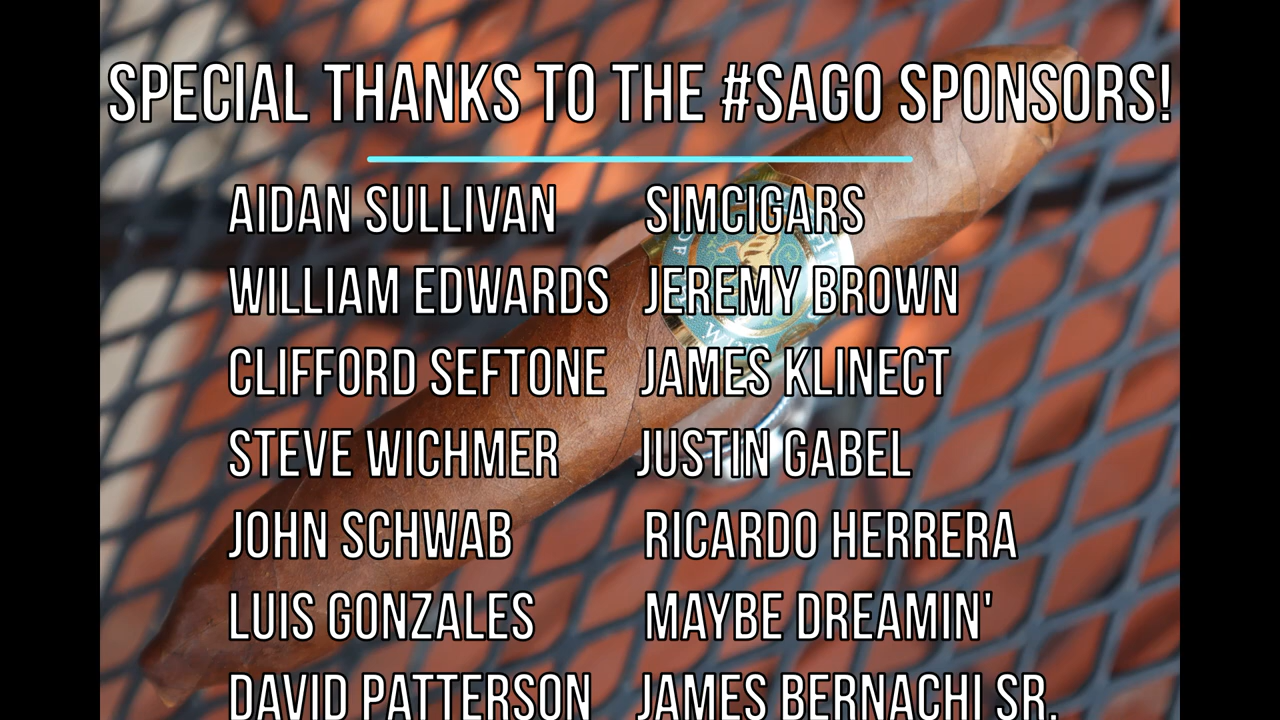 SPECIAL THANKS TO THE #SAGO SPONSORS!
AIDAN SULLIVAN SIMCIGARS
WILLIAM EDWARDS JEREMY BROWN
CLIFFORD SEFTONE JAMES KLINECT
STEVE WICHMER JUSTIN GABEL
JOHN SCHWAB RICARDO HERRERA
LUIS GONZALES MAYBE DREAMIN'
DAVID PATTERSON JAMES BERNACHI SR.